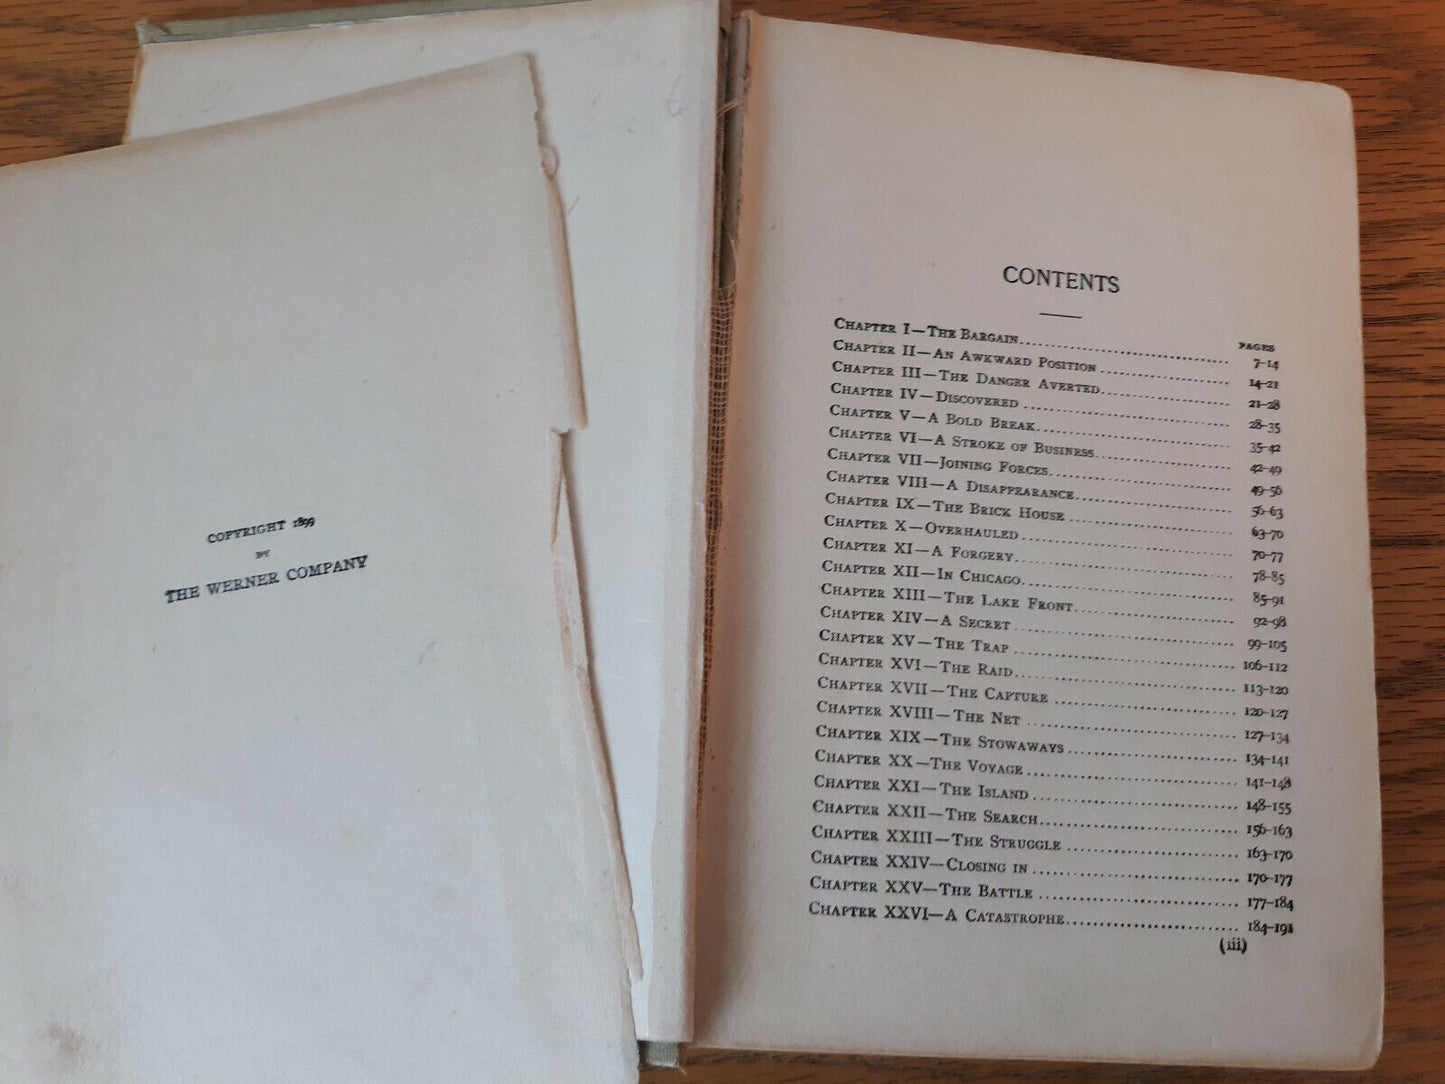 COPYRIGHT 1899
BY
THE WERNER COMPANY
CONTENTS
PAGES
CHAPTER I—THE BARGAIN........ 7-14
CHAPTER II—AN AWKWARD POSITION........ 14-21
CHAPTER III—THE DANGER AVERTED........ 21-28
CHAPTER IV—DISCOVERED........ 28-35
CHAPTER V—A BOLD BREAK........ 35-42
CHAPTER VI—A STROKE OF BUSINESS........ 42-49
CHAPTER VII—JOINING FORCES........ 49-56
CHAPTER VIII—A DISAPPEARANCE........ 56-63
CHAPTER IX—THE BRICK HOUSE........ 63-70
CHAPTER X—OVERHAULED........ 70-77
CHAPTER XI—A FORGERY........ 78-85
CHAPTER XII—IN CHICAGO........ 85-91
CHAPTER XIII—THE LAKE FRONT........ 92-98
CHAPTER XIV—A SECRET........ 99-105
CHAPTER XV—THE TRAP........ 106-112
CHAPTER XVI—THE RAID........ 113-120
CHAPTER XVII—THE CAPTURE........ 120-127
CHAPTER XVIII—THE NET........ 127-134
CHAPTER XIX—THE STOWAWAYS........ 134-141
CHAPTER XX—THE VOYAGE........ 141-148
CHAPTER XXI—THE ISLAND........ 148-155
CHAPTER XXII—THE SEARCH........ 156-163
CHAPTER XXIII—THE STRUGGLE........ 163-170
CHAPTER XXIV—CLOSING IN........ 170-177
CHAPTER XXV—THE BATTLE........ 177-184
CHAPTER XXVI—A CATASTROPHE........ 184-191
(iii)